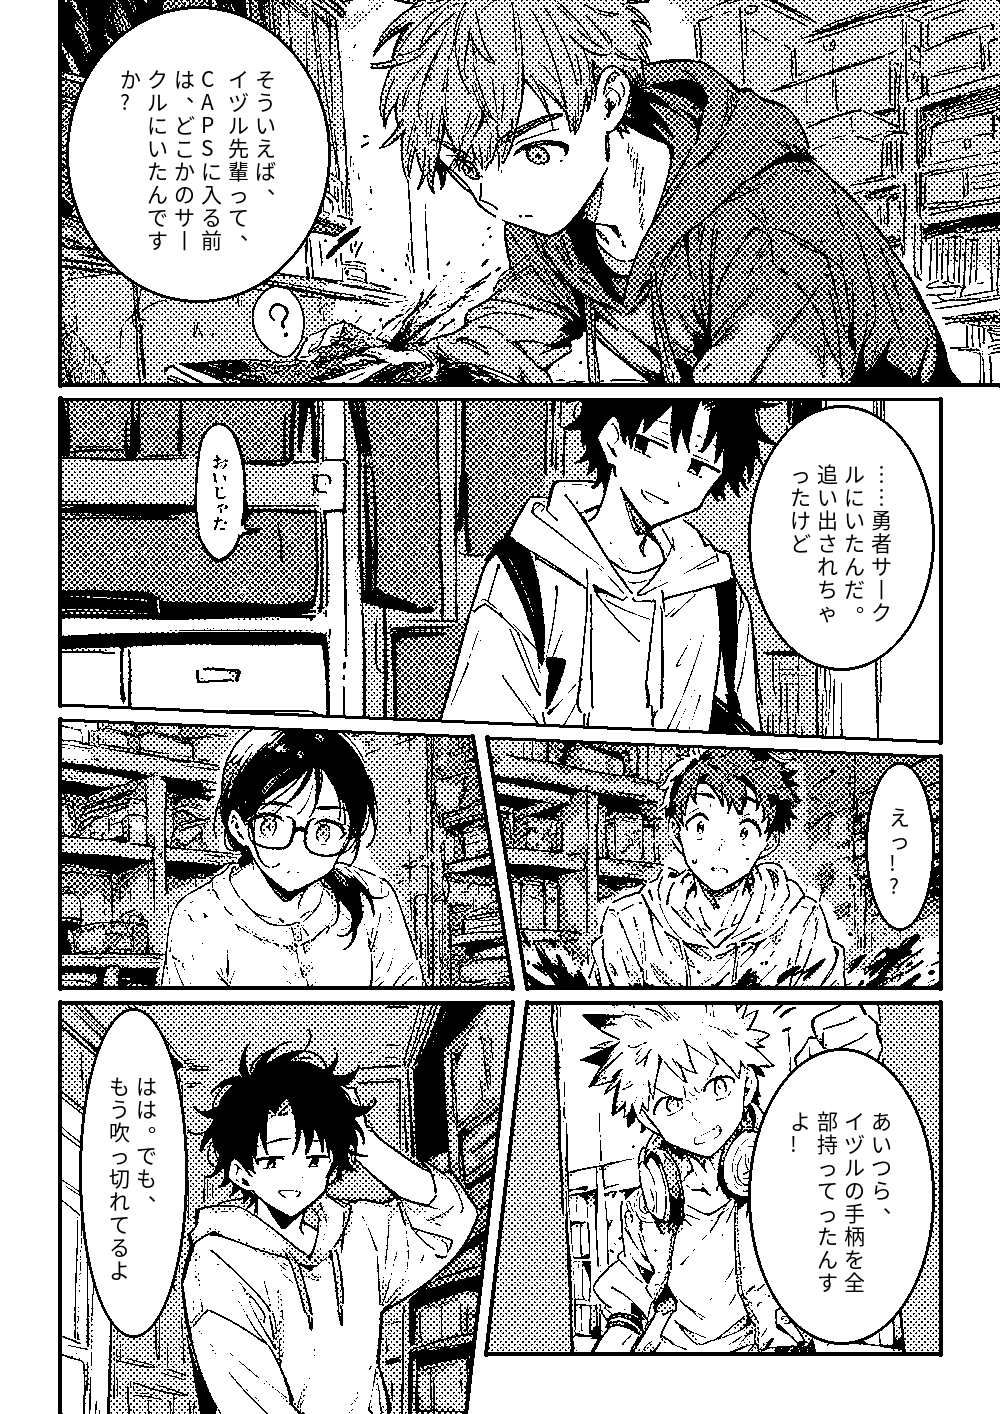 そういえば、
イヅル先輩って、
CAPSに入る前
は、どこかのサー
クルにいたんです
か?
?
……勇者サーク
ルにいたんだ。
追い出されちゃ
ったけど
おいじゃた
えっ!?
あいつら、
イヅルの手柄を全
部持ってったんす
よ!
はは。でも、
もう吹っ切れてるよ